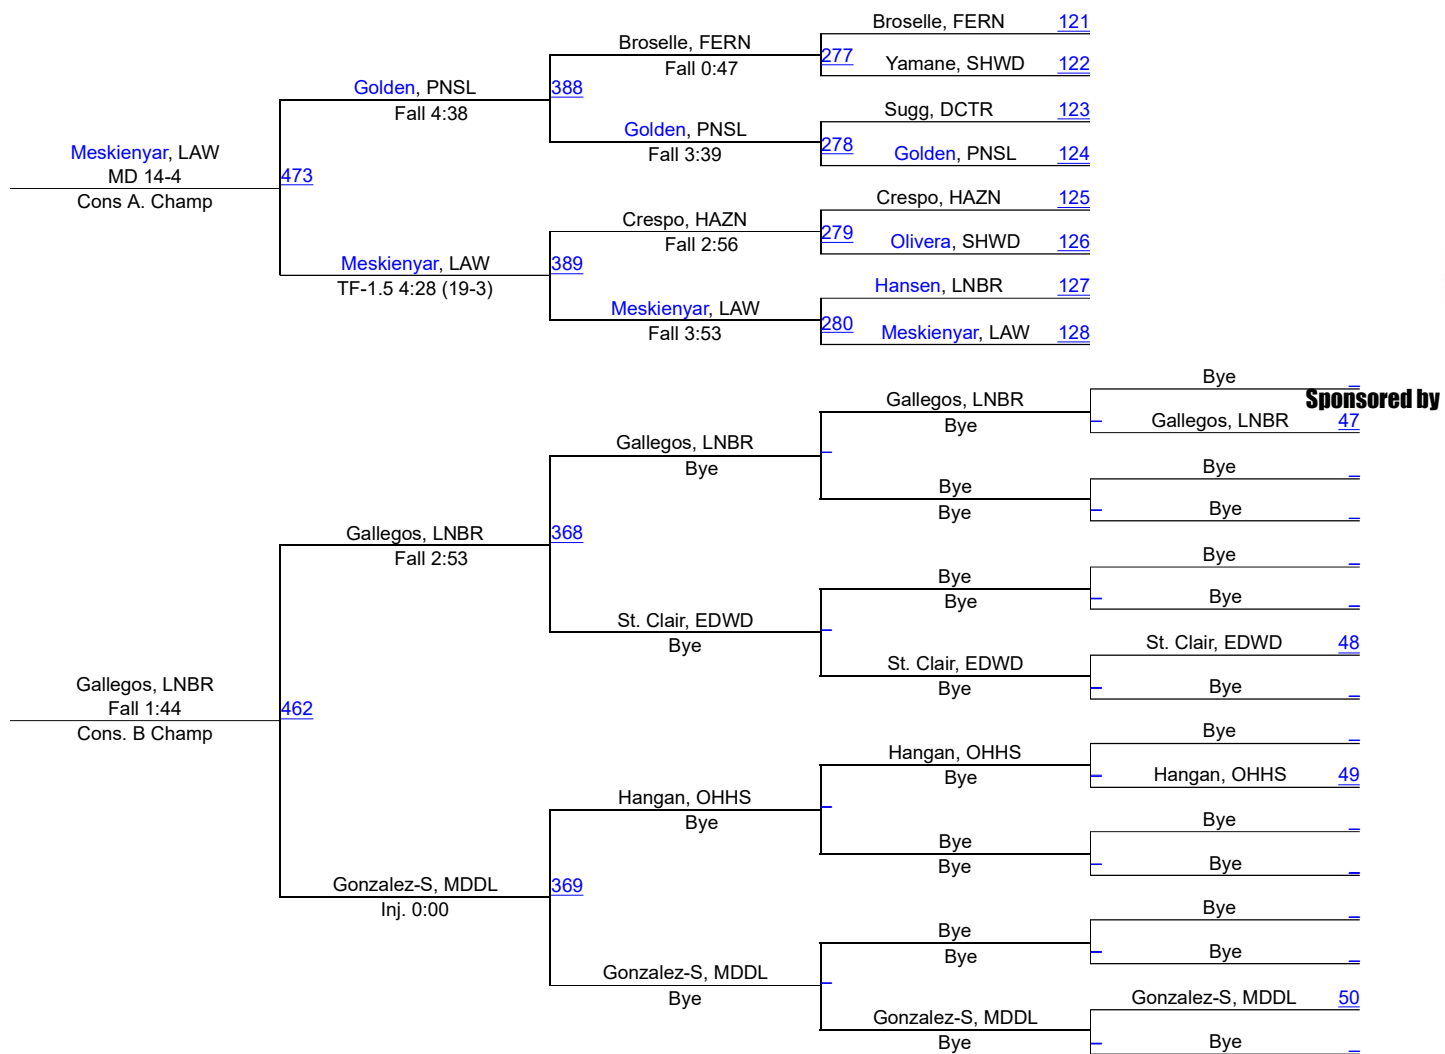 Broselle, FERN 121
Broselle, FERN
277 Yamane, SHWD 122
Fall 0:47
Golden, PNSL 388
Fall 4:38
Sugg, DCTR 123
Golden, PNSL
278 Golden, PNSL 124
Fall 3:39
Meskienyar, LAW
MD 14-4 473
Cons A. Champ
Crespo, HAZN 125
Crespo, HAZN
279 Olivera, SHWD 126
Fall 2:56
Meskienyar, LAW 389
TF-1.5 4:28 (19-3)
Hansen, LNBR 127
Meskienyar, LAW
280 Meskienyar, LAW 128
Fall 3:53
Bye _
Sponsored by
Gallegos, LNBR
Bye _ Gallegos, LNBR 47
Gallegos, LNBR _
Bye
Bye _
Bye
Bye _ Bye _
Gallegos, LNBR 368
Fall 2:53
Bye _
Bye
Bye _ Bye _
St. Clair, EDWD _
Bye
St. Clair, EDWD 48
St. Clair, EDWD
Bye _ Bye _
Gallegos, LNBR
Fall 1:44 462
Cons. B Champ
Bye _
Hangan, OHHS
Bye _ Hangan, OHHS 49
Hangan, OHHS _
Bye
Bye _
Bye
Bye _ Bye _
Gonzalez-S, MDDL 369
Inj. 0:00
Bye _
Bye
Bye _ Bye _
Gonzalez-S, MDDL _
Bye
Gonzalez-S, MDDL 50
Gonzalez-S, MDDL
Bye _ Bye _